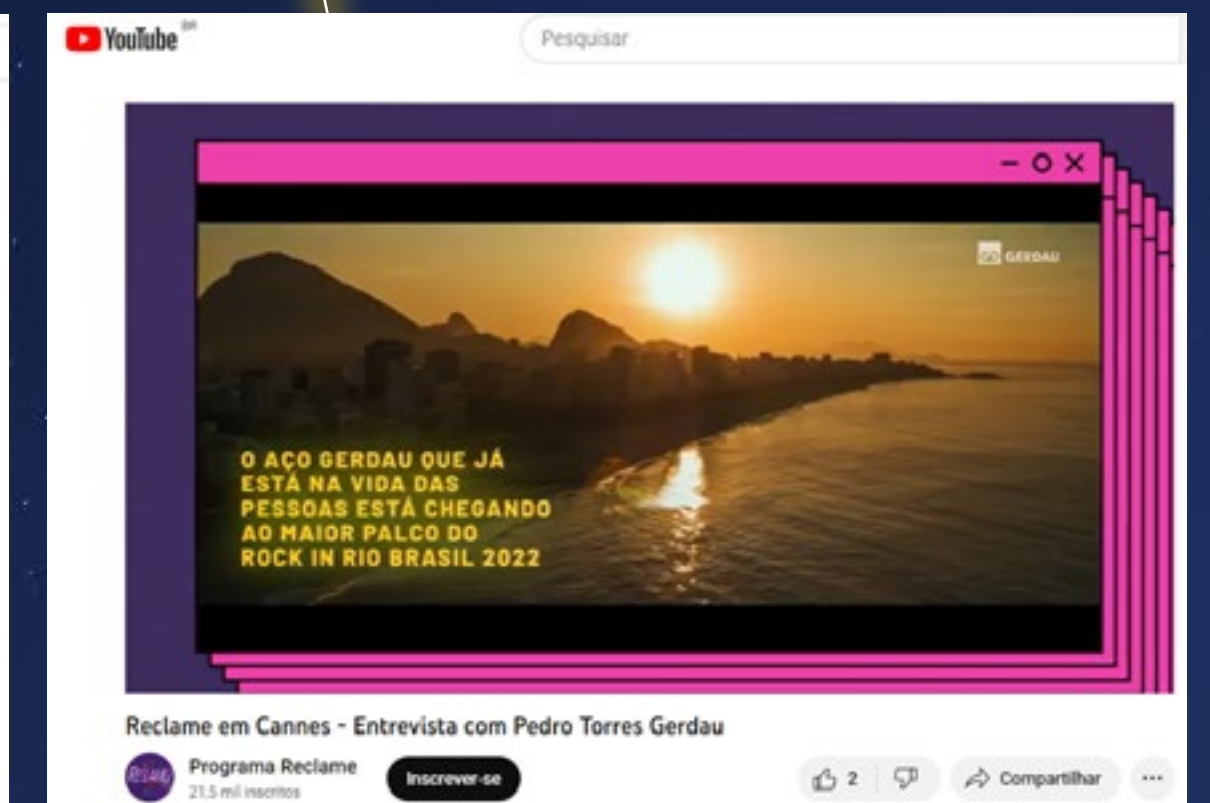 YouTube BR
Pesquisar
GERDAU
O AÇO GERDAU QUE JÁ
ESTÁ NA VIDA DAS
PESSOAS ESTÁ CHEGANDO
AO MAIOR PALCO DO
ROCK IN RIO BRASIL 2022
Reclame em Cannes - Entrevista com Pedro Torres Gerdau
Programa Reclame
21,5 mil inscritos
Inscrever-se
2
Compartilhar